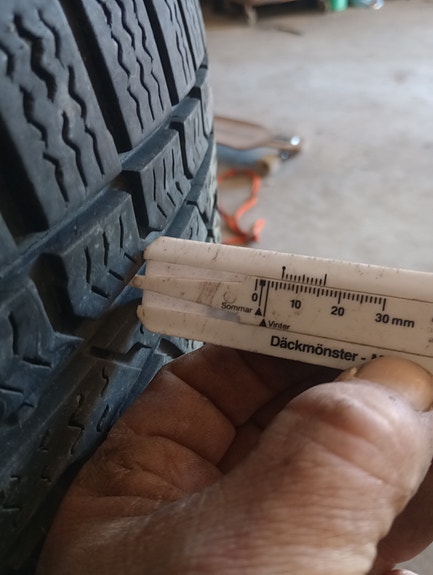 0 10 20 30 mm
Sommar
Vinter
Däckmönster -